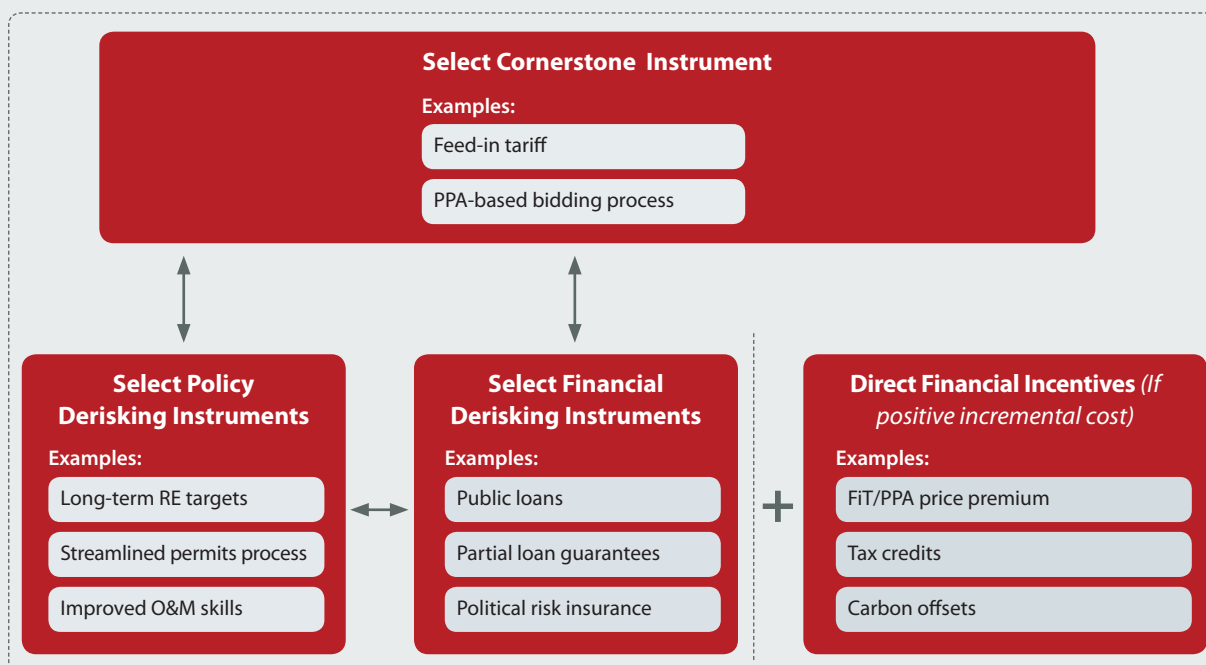 Select Cornerstone Instrument
Examples:
Feed-in tariff
PPA-based bidding process
Select Policy
Derisking Instruments
Examples:
Long-term RE targets
Streamlined permits process
Improved O&M skills
Select Financial
Derisking Instruments
Examples:
Public loans
Partial loan guarantees
Political risk insurance
+
Direct Financial Incentives (If
positive incremental cost)
Examples:
FiT/PPA price premium
Tax credits
Carbon offsets